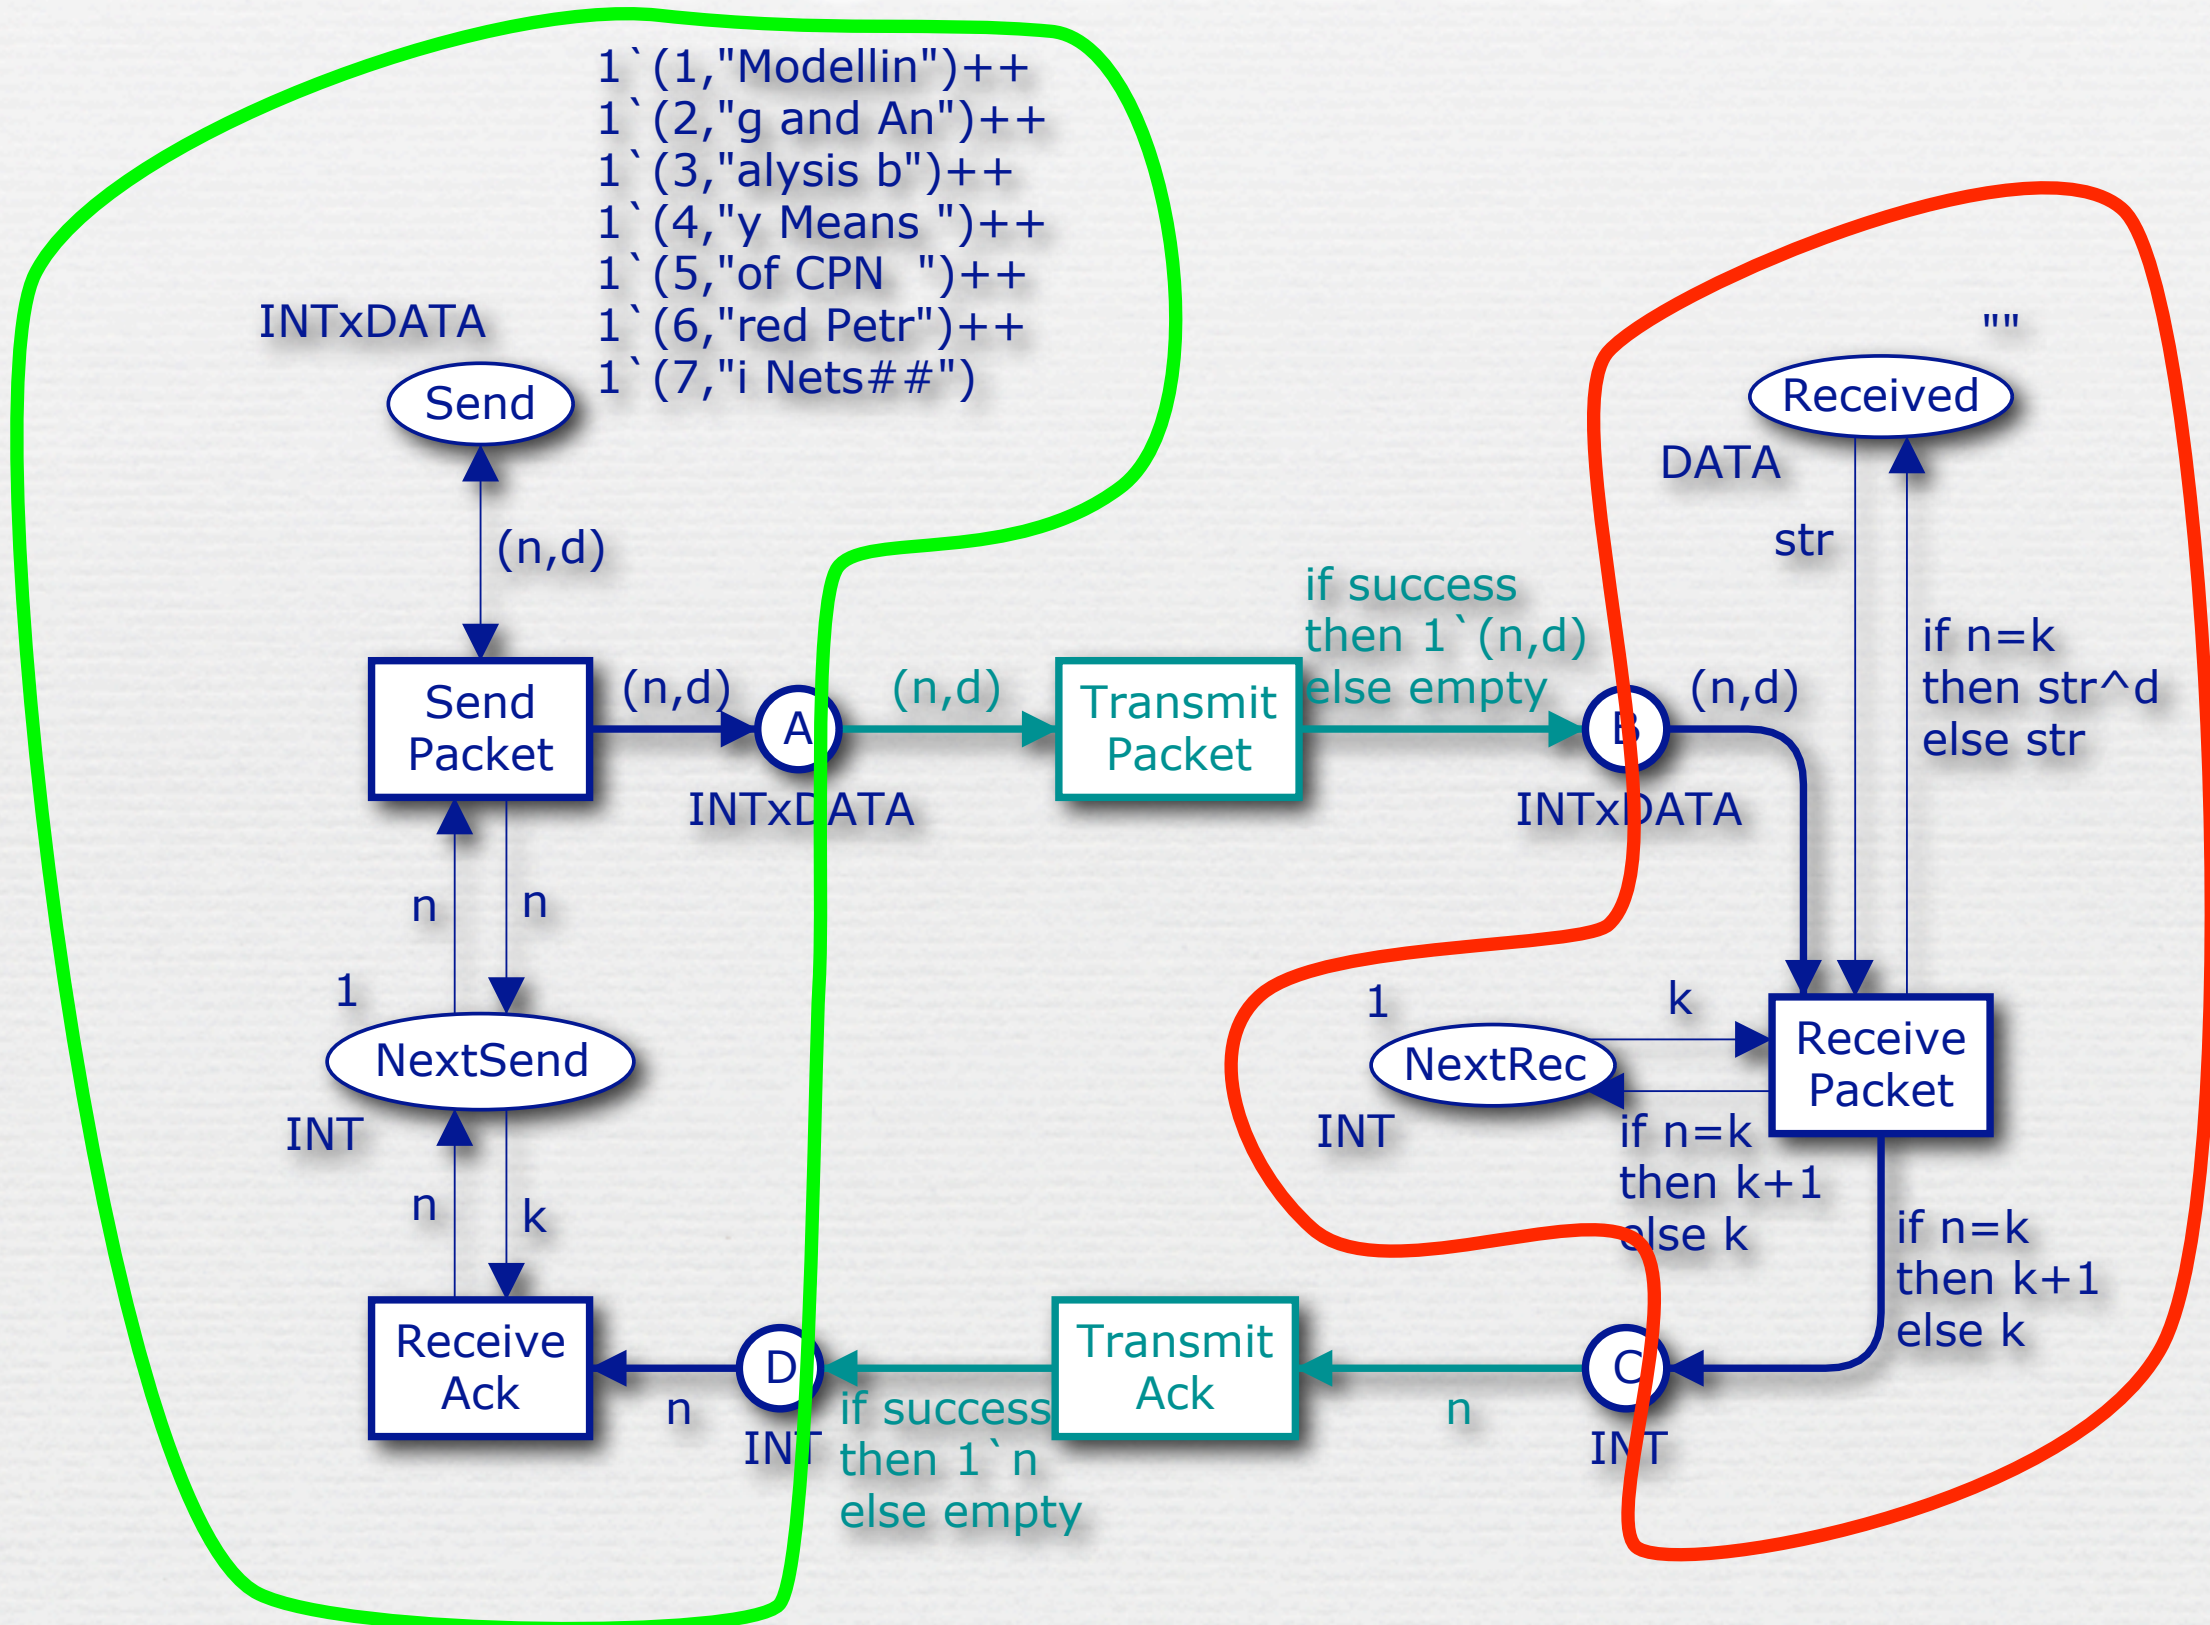 1`(1,"Modellin")++
1`(2,"g and An")++
1`(3,"alysis b")++
1`(4,"y Means ")++
1`(5,"of CPN  ")++
1`(6,"red Petr")++
1`(7,"i Nets##")
INTxDATA
Send
(n,d)
Send
Packet
(n,d)
A
INTxDATA
(n,d)
Transmit
Packet
if success
then 1`(n,d)
else empty
B
INTxDATA
(n,d)
""
Received
DATA
str
if n=k
then str^d
else str
n
n
1
NextSend
INT
n
k
1
NextRec
INT
k
Receive
Packet
if n=k
then k+1
else k
if n=k
then k+1
else k
Receive
Ack
n
D
INT
if success
then 1`n
else empty
Transmit
Ack
n
C
INT